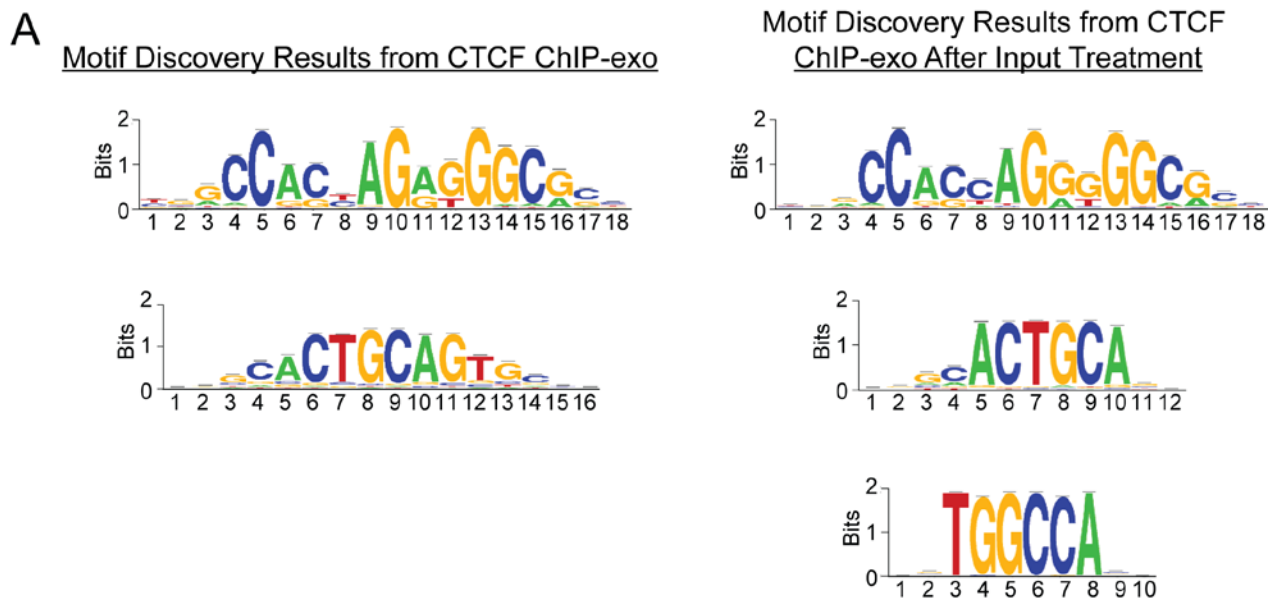 A
Motif Discovery Results from CTCF ChIP-exo
Motif Discovery Results from CTCF
ChIP-exo After Input Treatment
2
Bits
1
0
1 2 3 4 5 6 7 8 9 10 11 12 13 14 15 16 17 18
2
Bits
1
0
1 2 3 4 5 6 7 8 9 10 11 12 13 14 15 16 17 18
2
Bits
1
0
CACTGCAGTGC
1 2 3 4 5 6 7 8 9 10 11 12 13 14 15 16
2
Bits
1
0
ACTGCA
1 2 3 4 5 6 7 8 9 10 11 12
2
Bits
1
0
TGGCCA
1 2 3 4 5 6 7 8 9 10